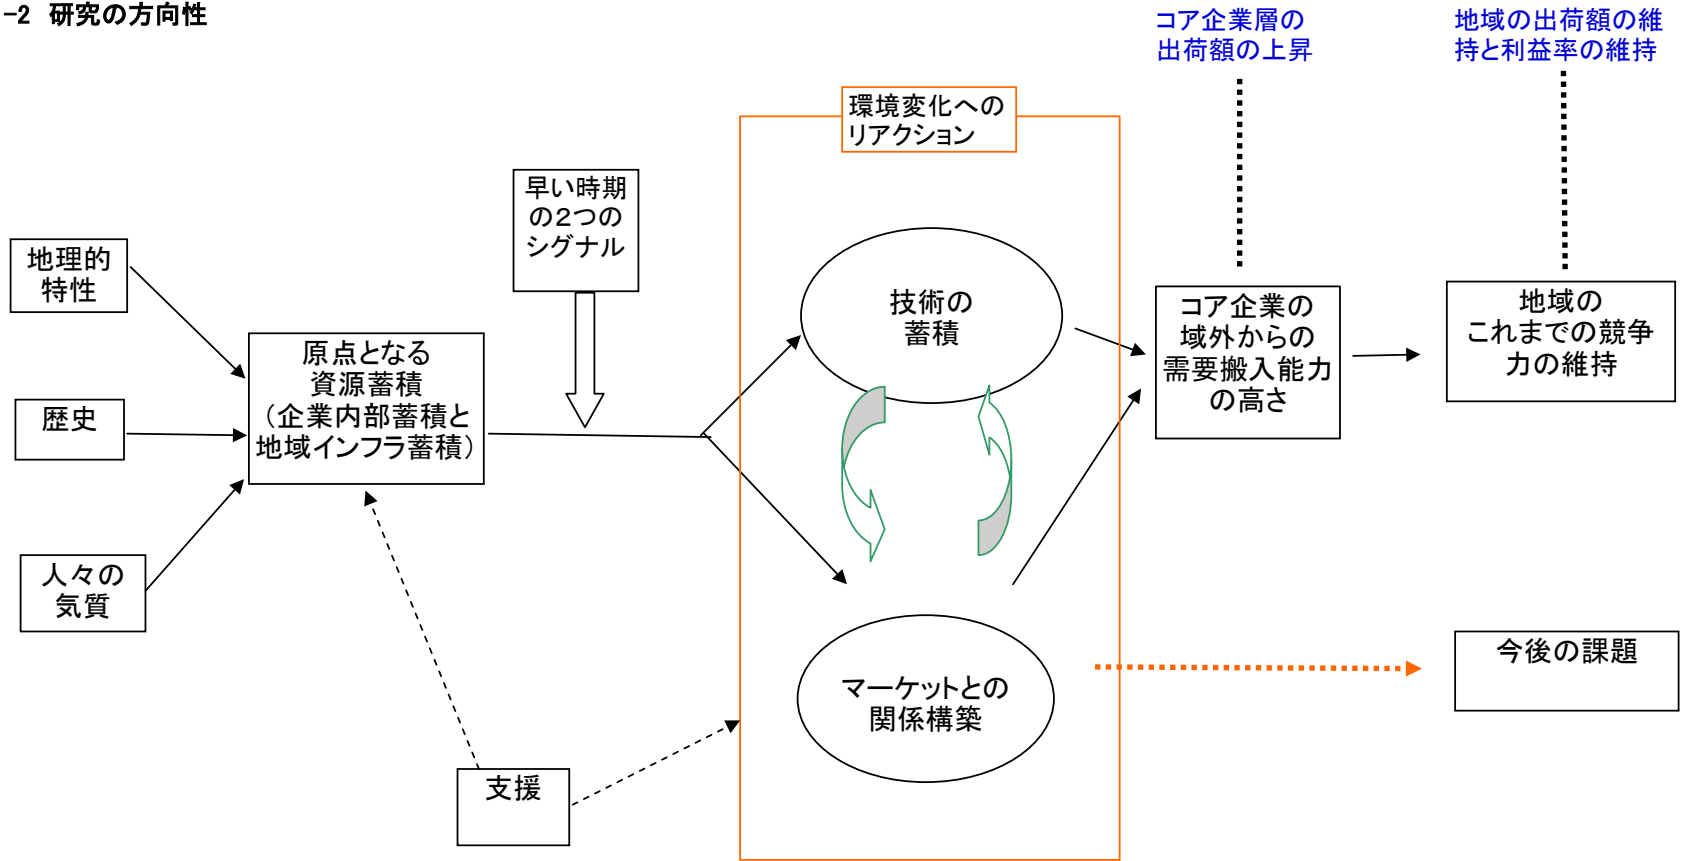 -2 研究の方向性
コア企業層の
出荷額の上昇
地域の出荷額の維
持と利益率の維持
環境変化への
リアクション
早い時期
の2つの
シグナル
地理的
特性
歴史
人々の
気質
原点となる
資源蓄積
(企業内部蓄積と
地域インフラ蓄積)
技術の
蓄積
マーケットとの
関係構築
コア企業の
域外からの
需要搬入能力
の高さ
地域の
これまでの競争
力の維持
今後の課題
支援